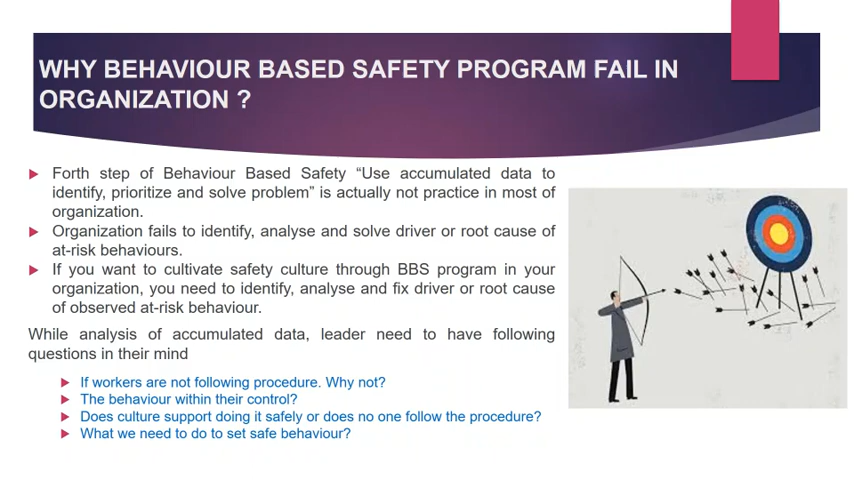 WHY BEHAVIOUR BASED SAFETY PROGRAM FAIL IN
ORGANIZATION ?
Forth step of Behaviour Based Safety “Use accumulated data to
identify, prioritize and solve problem” is actually not practice in most of
organization.
Organization fails to identify, analyse and solve driver or root cause of
at-risk behaviours.
If you want to cultivate safety culture through BBS program in your
organization, you need to identify, analyse and fix driver or root cause
of observed at-risk behaviour.
While analysis of accumulated data, leader need to have following
questions in their mind
If workers are not following procedure. Why not?
The behaviour within their control?
Does culture support doing it safely or does no one follow the procedure?
What we need to do to set safe behaviour?